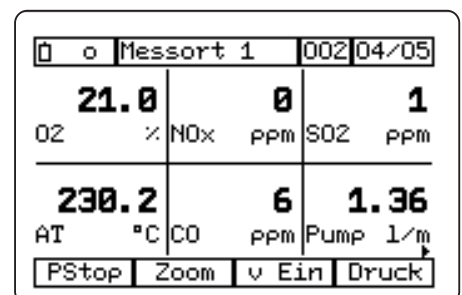 o Messort 1 002 04/05
21.0 0 1
O2 % NOx ppm SO2 ppm
230.2 6 1.36
AT °C CO ppm Pump l/m
PStop Zoom v Ein Druck